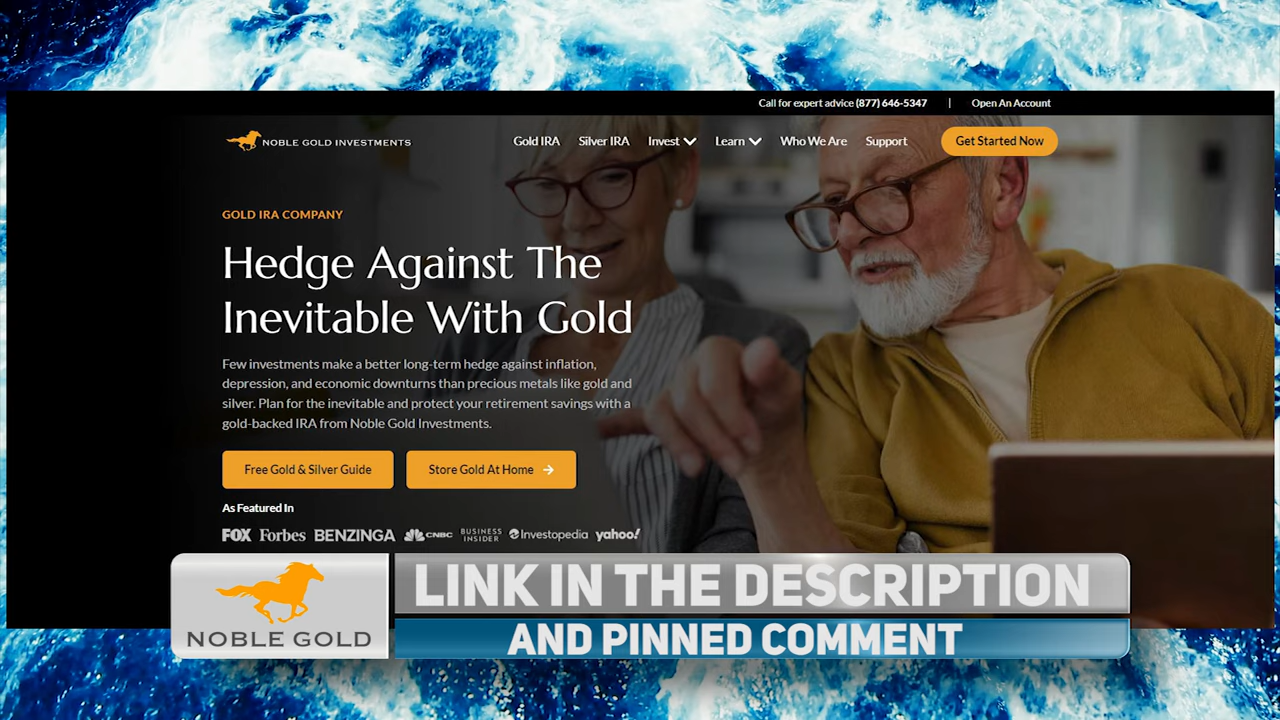 Call for expert advice (877) 646-5347 | Open An Account
NOBLE GOLD INVESTMENTS
Gold IRA Silver IRA Invest Learn Who We Are Support Get Started Now
GOLD IRA COMPANY
Hedge Against The
Inevitable With Gold
Few investments make a better long-term hedge against inflation,
depression, and economic downturns than precious metals like gold and
silver. Plan for the inevitable and protect your retirement savings with a
gold-backed IRA from Noble Gold Investments.
Free Gold & Silver Guide Store Gold At Home →
As Featured In
FOX Forbes BENZINGA CNBC BUSINESS INSIDER Investopedia yahoo!
NOBLE GOLD
LINK IN THE DESCRIPTION
AND PINNED COMMENT